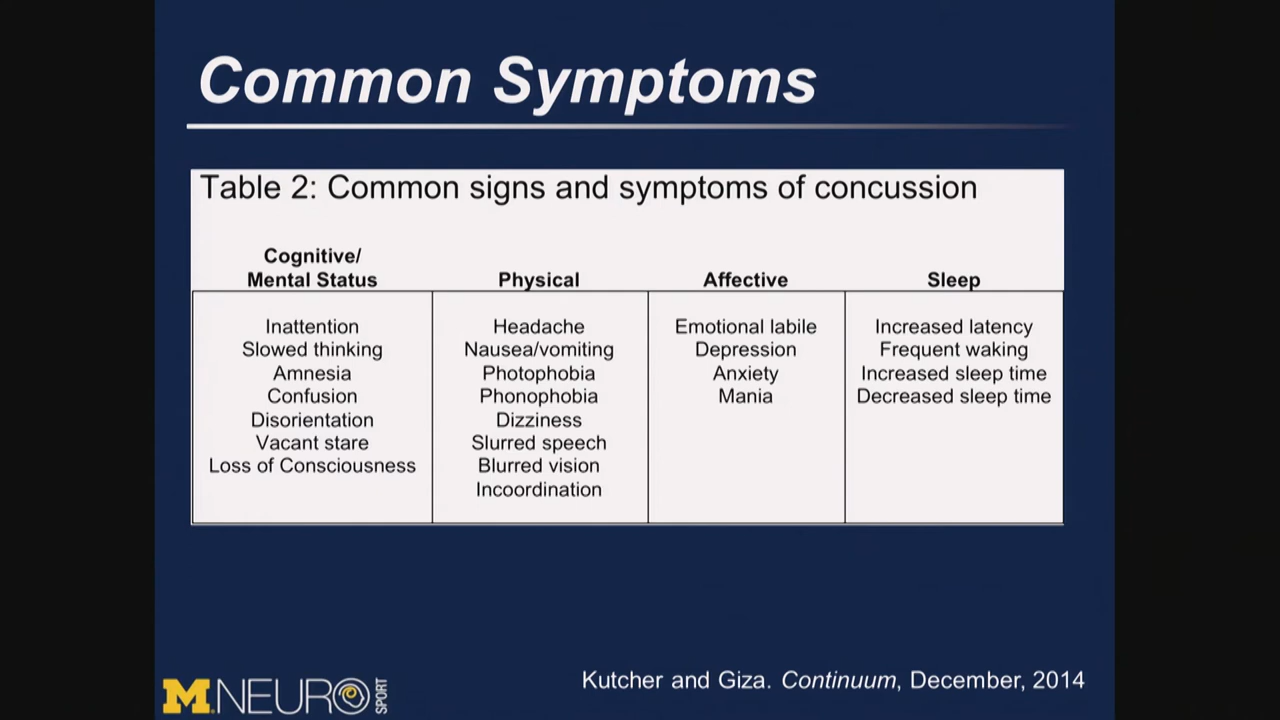 Common Symptoms
Table 2: Common signs and symptoms of concussion
Cognitive/
Mental Status
Physical
Affective
Sleep
Inattention
Slowed thinking
Amnesia
Confusion
Disorientation
Vacant stare
Loss of Consciousness
Headache
Nausea/vomiting
Photophobia
Phonophobia
Dizziness
Slurred speech
Blurred vision
Incoordination
Emotional labile
Depression
Anxiety
Mania
Increased latency
Frequent waking
Increased sleep time
Decreased sleep time
M NEURO SPORT
Kutcher and Giza. Continuum, December, 2014